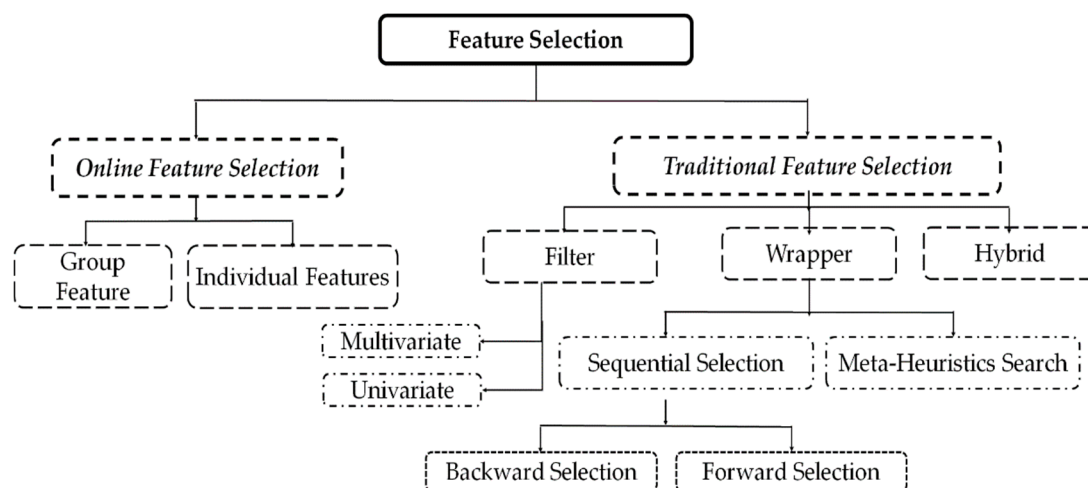 Feature Selection
Online Feature Selection
Traditional Feature Selection
Group
Feature
Individual Features
Filter
Wrapper
Hybrid
Multivariate
Univariate
Sequential Selection
Meta-Heuristics Search
Backward Selection
Forward Selection